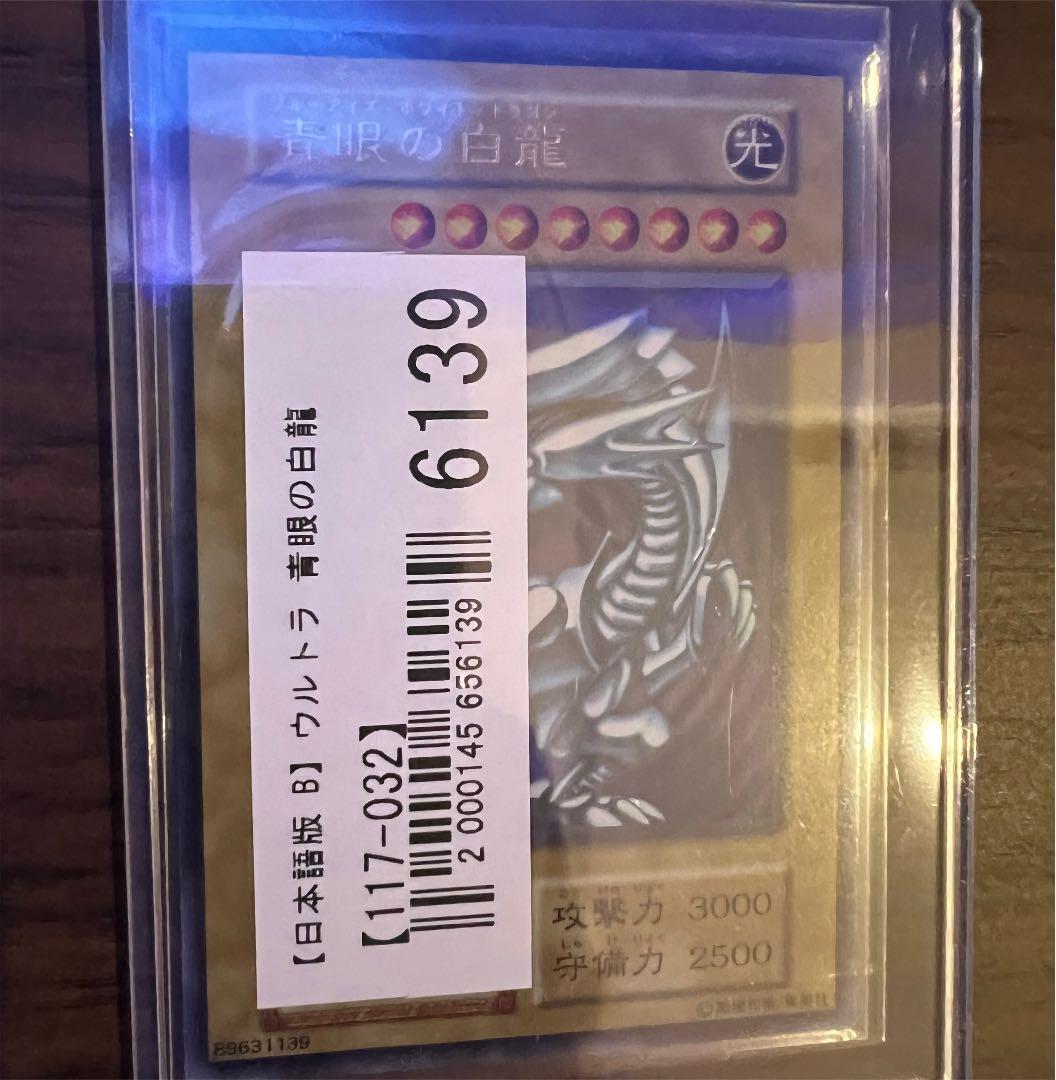 ブルーアイズ・ホワイト・ドラゴン
青眼の白龍
光
【日本語版 B】ウルトラ 青眼の白龍
【117-032】
2 000145 656139
6139
攻撃力 3000
守備力 2500
89631139